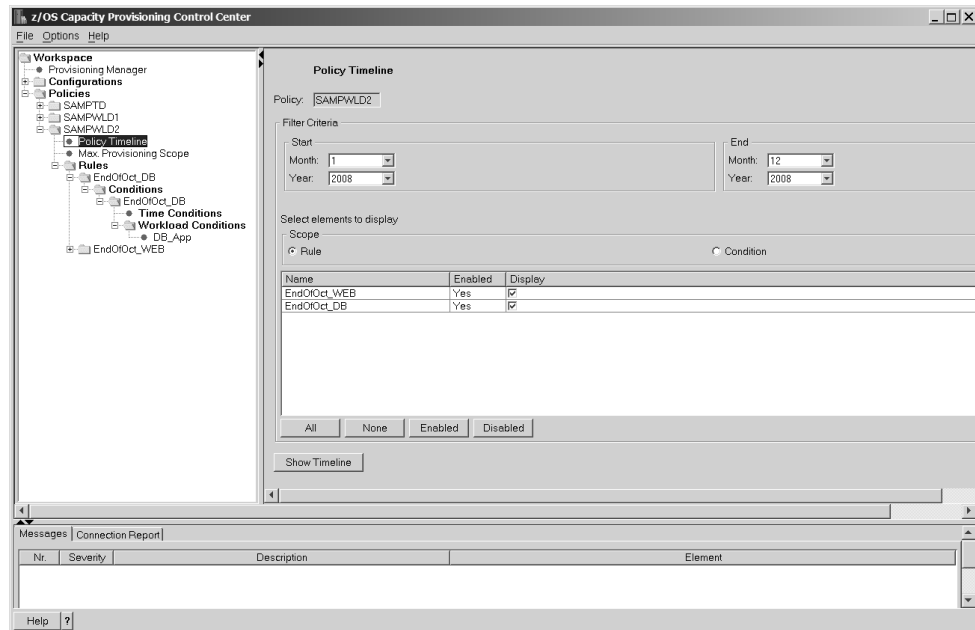 z/OS Capacity Provisioning Control Center
File Options Help
Workspace
Provisioning Manager
Configurations
Policies
SAMPTD
SAMPWLD1
SAMPWLD2
Policy Timeline
Max. Provisioning Scope
Rules
EndOfOct_DB
Conditions
EndOfOct_DB
Time Conditions
Workload Conditions
DB_App
EndOfOct_WEB
Policy Timeline
Policy: SAMPWLD2
Filter Criteria
Start
Month: 1
Year: 2008
End
Month: 12
Year: 2008
Select elements to display
Scope
Rule Condition
Name Enabled Display
EndOfOct_WEB Yes
EndOfOct_DB Yes
All None Enabled Disabled
Show Timeline
Messages Connection Report
Nr. Severity Description Element
Help ?